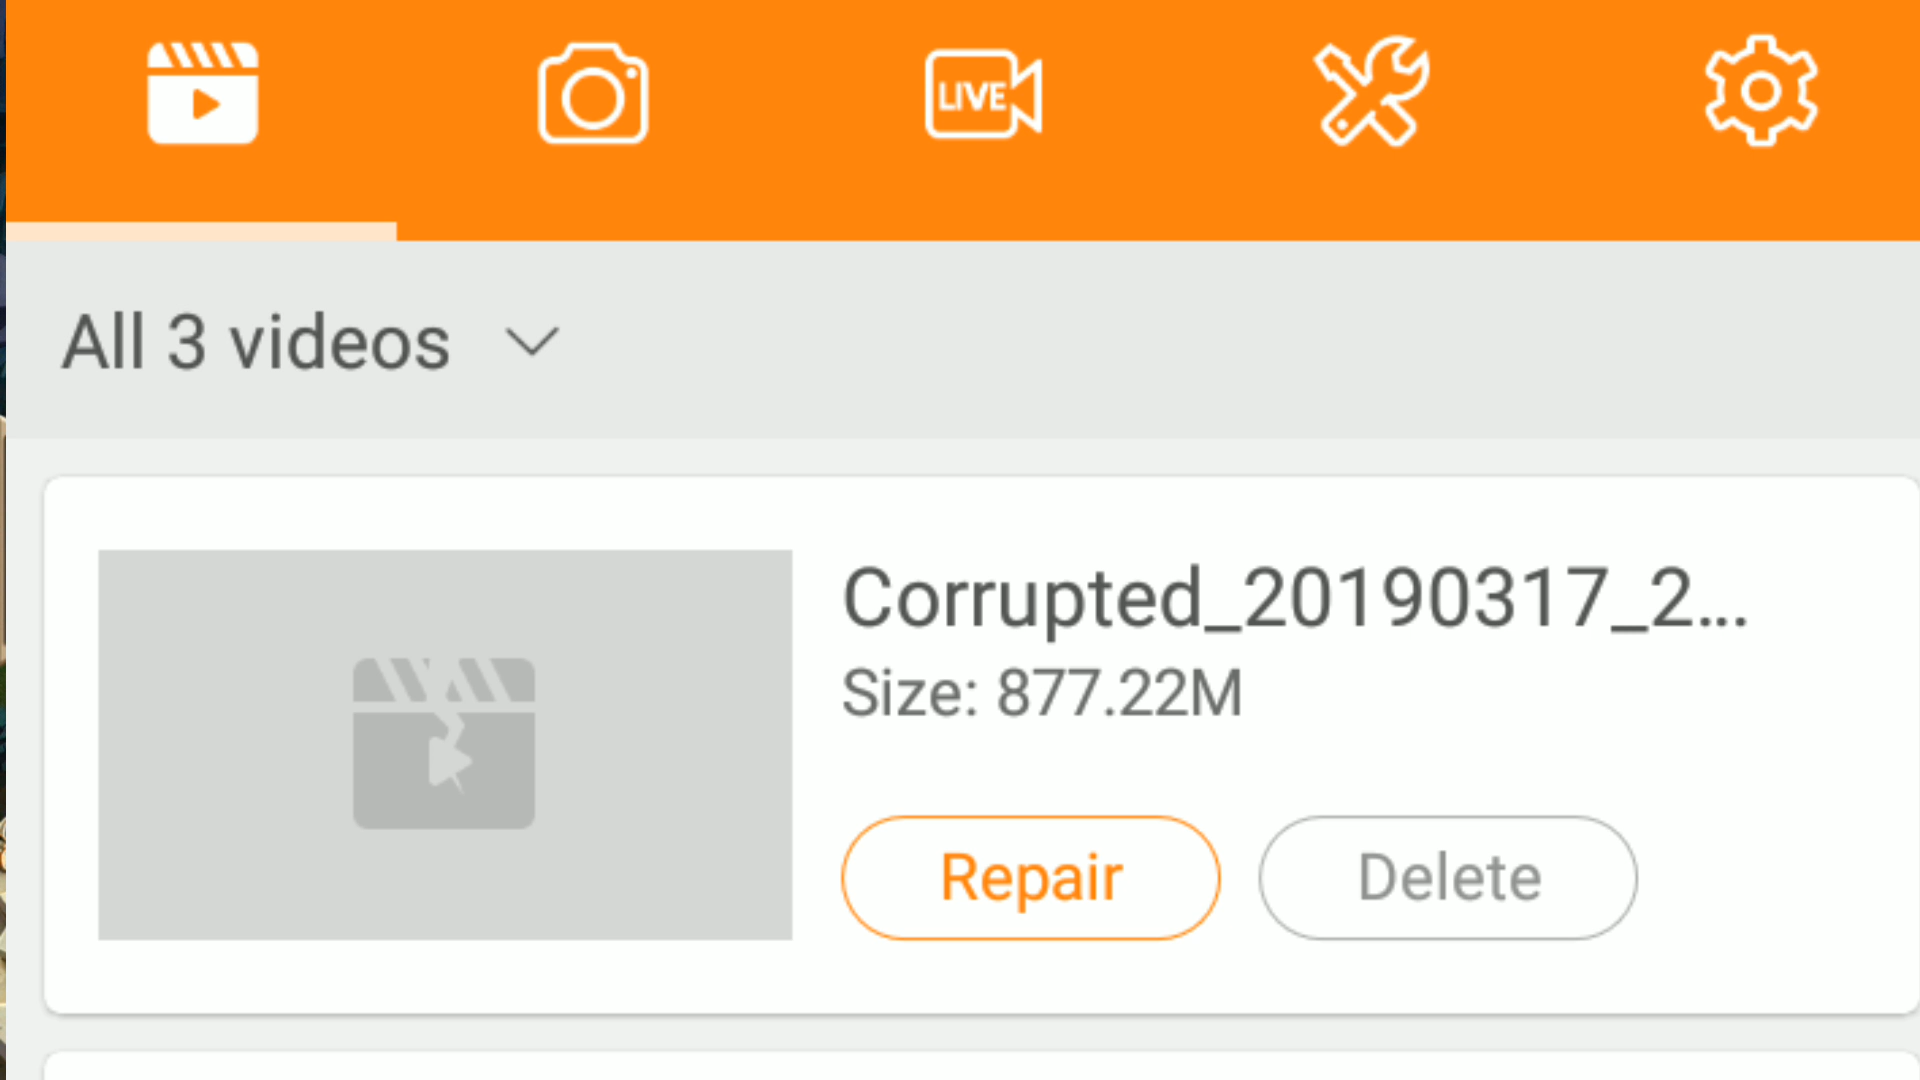 LIVE
All 3 videos
Corrupted_20190317_2...
Size: 877.22M
Repair
Delete